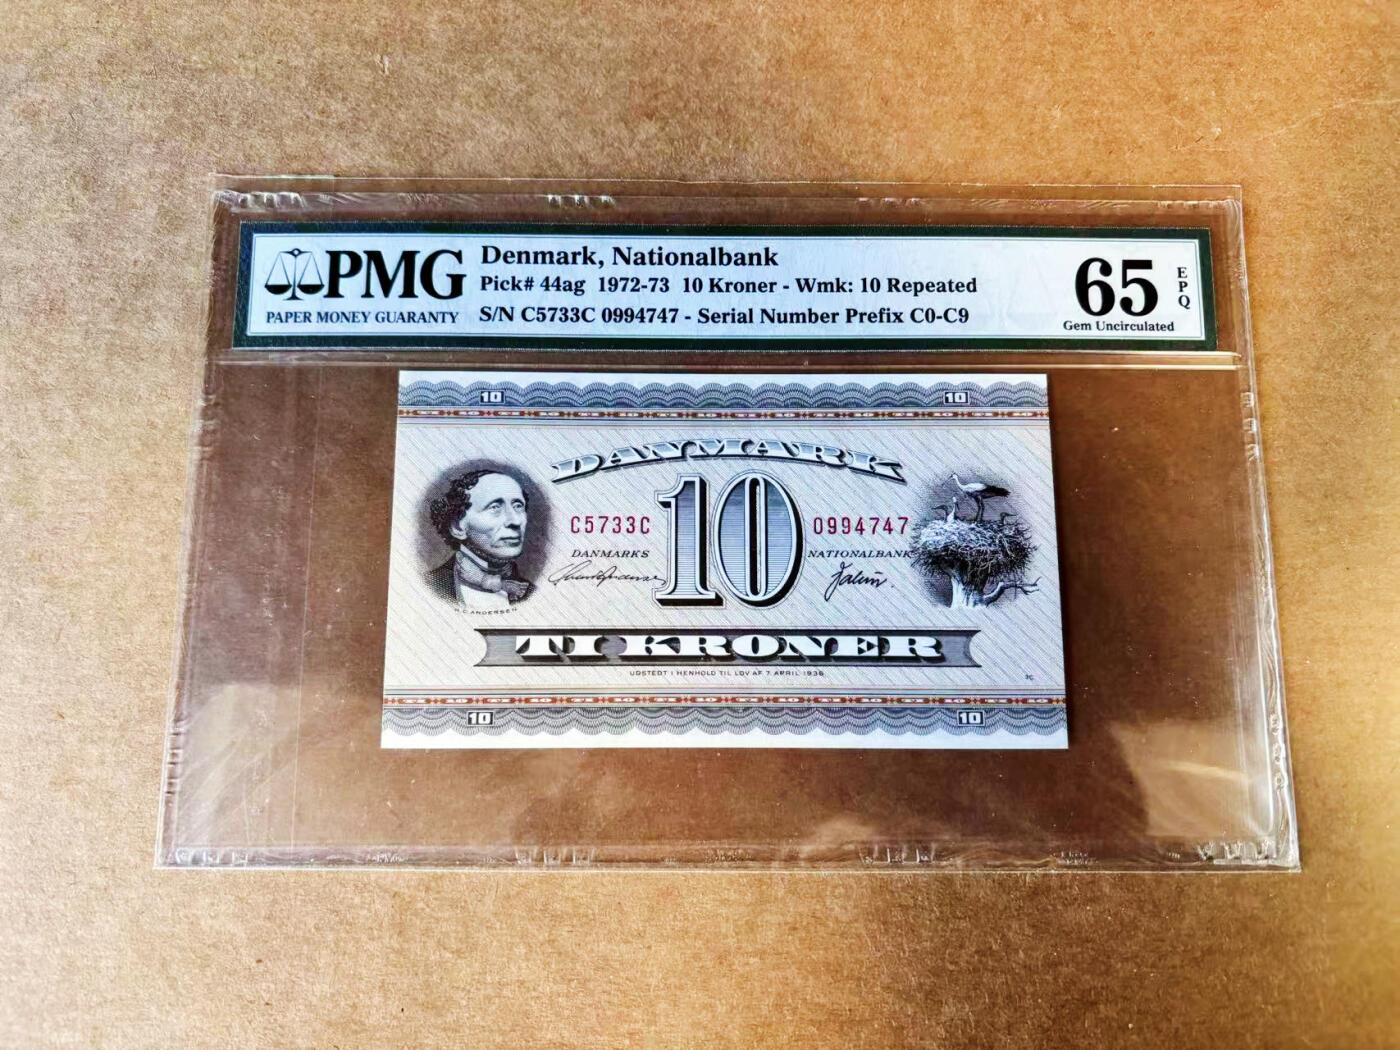 PMG
PAPER MONEY GUARANTY
Denmark, Nationalbank
Pick# 44ag 1972-73 10 Kroner - Wmk: 10 Repeated
S/N C5733C 0994747 - Serial Number Prefix C0-C9
65
EPQ
Gem Uncirculated
10
10
DANMARK
10
C5733C
0994747
DANMARKS
NATIONALBANK
H.C. ANDERSEN
TI KRONER
UDSTEDT I HENHOLD TIL LOV AF 7. APRIL 1936
3C
10
10